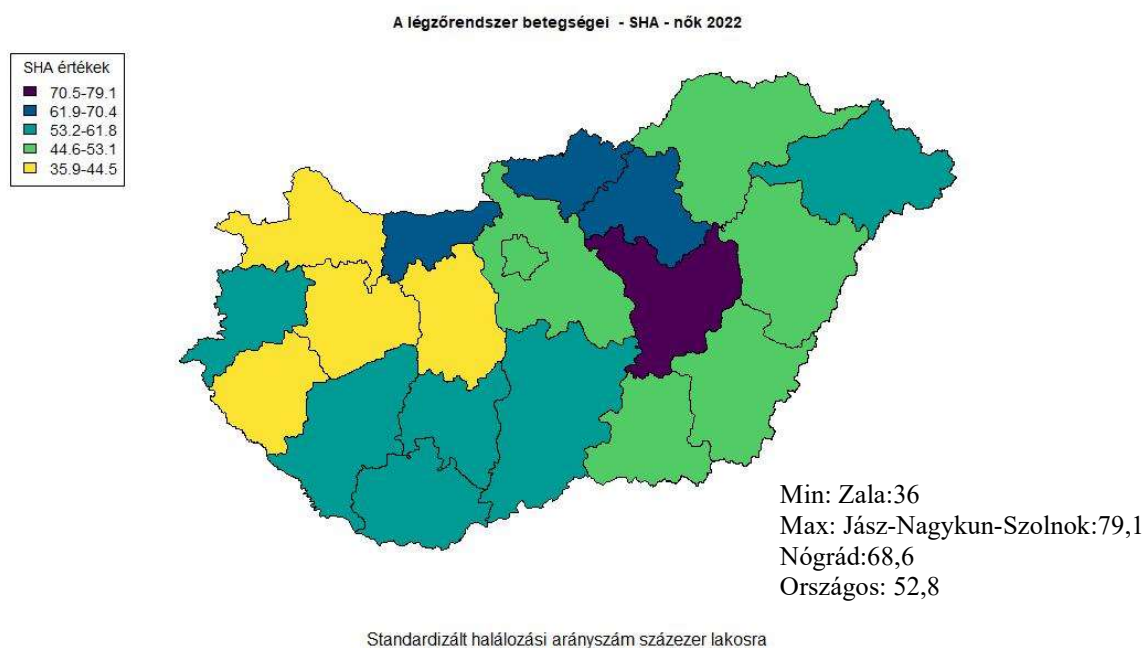 A légzőrendszer betegségei - SHA - nők 2022
SHA értékek
70.5-79.1
61.9-70.4
53.2-61.8
44.6-53.1
35.9-44.5
Min: Zala:36
Max: Jász-Nagykun-Szolnok:79,1
Nógrád:68,6
Országos: 52,8
Standardizált halálozási arányszám százezer lakosra